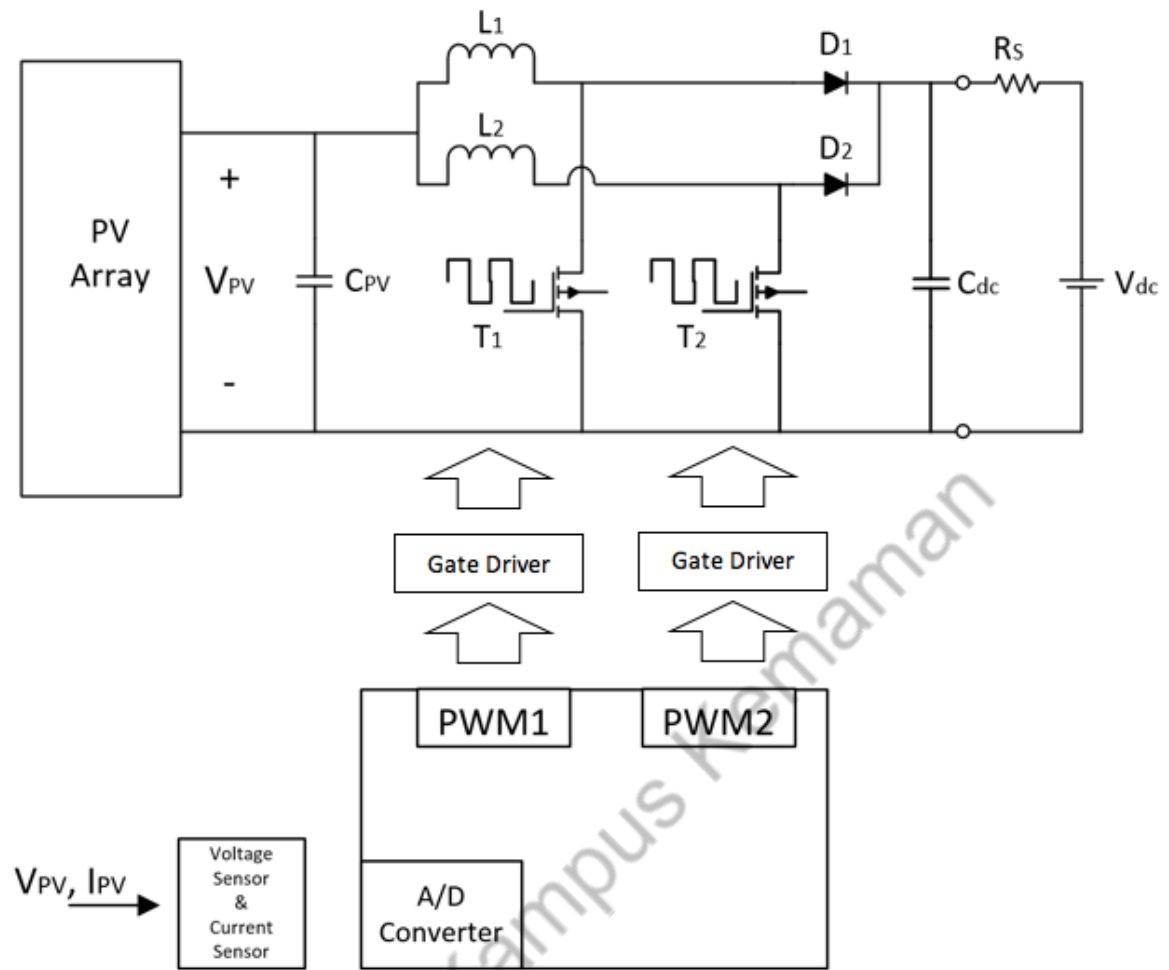 L1
D1
RS
L2
D2
PV
Array
+
VPV
-
CPV
T1
T2
Cdc
Vdc
Gate Driver
Gate Driver
PWM1
PWM2
VPV, IPV
Voltage
Sensor
&
Current
Sensor
A/D
Converter
Kampus Kemaman